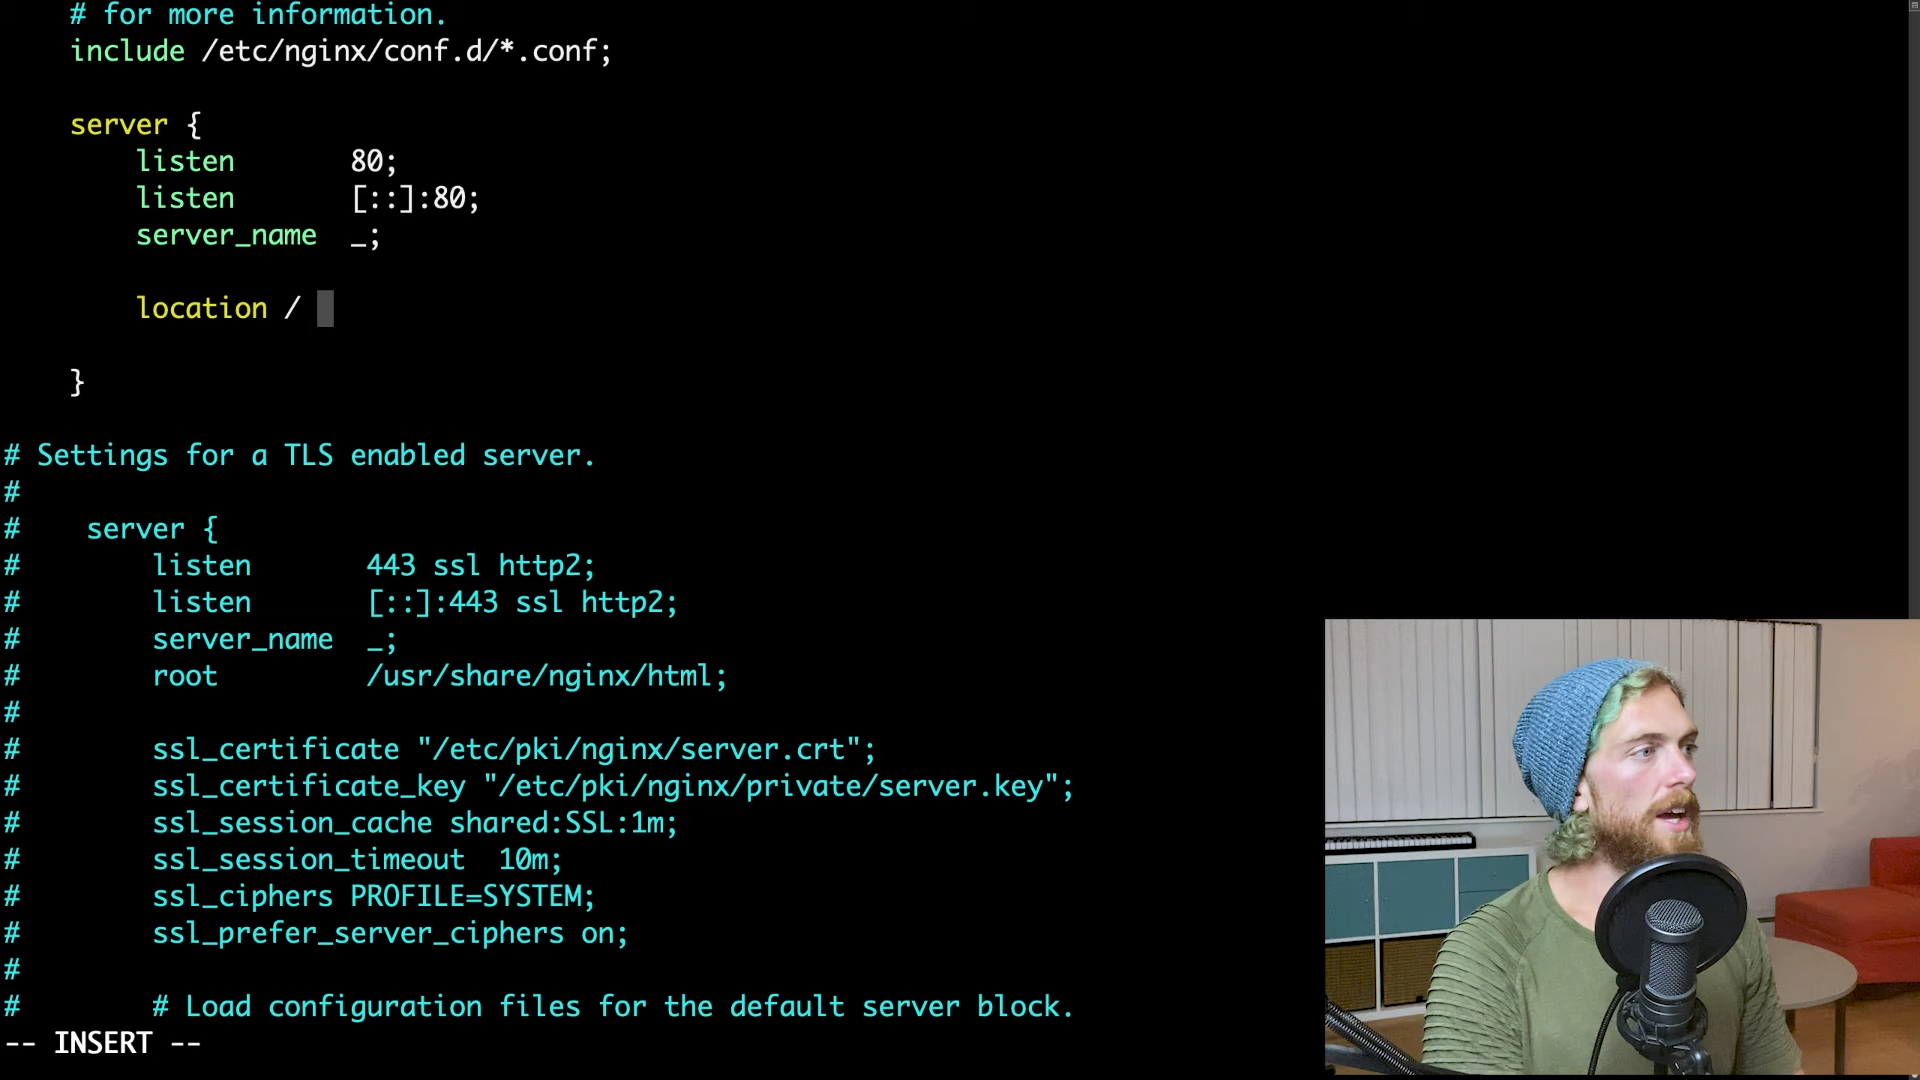 # for more information.
include /etc/nginx/conf.d/*.conf;
server {
listen 80;
listen [::]:80;
server_name _;
location /
}
# Settings for a TLS enabled server.
#
# server {
# listen 443 ssl http2;
# listen [::]:443 ssl http2;
# server_name _;
# root /usr/share/nginx/html;
#
# ssl_certificate "/etc/pki/nginx/server.crt";
# ssl_certificate_key "/etc/pki/nginx/private/server.key";
# ssl_session_cache shared:SSL:1m;
# ssl_session_timeout 10m;
# ssl_ciphers PROFILE=SYSTEM;
# ssl_prefer_server_ciphers on;
#
# # Load configuration files for the default server block.
-- INSERT --